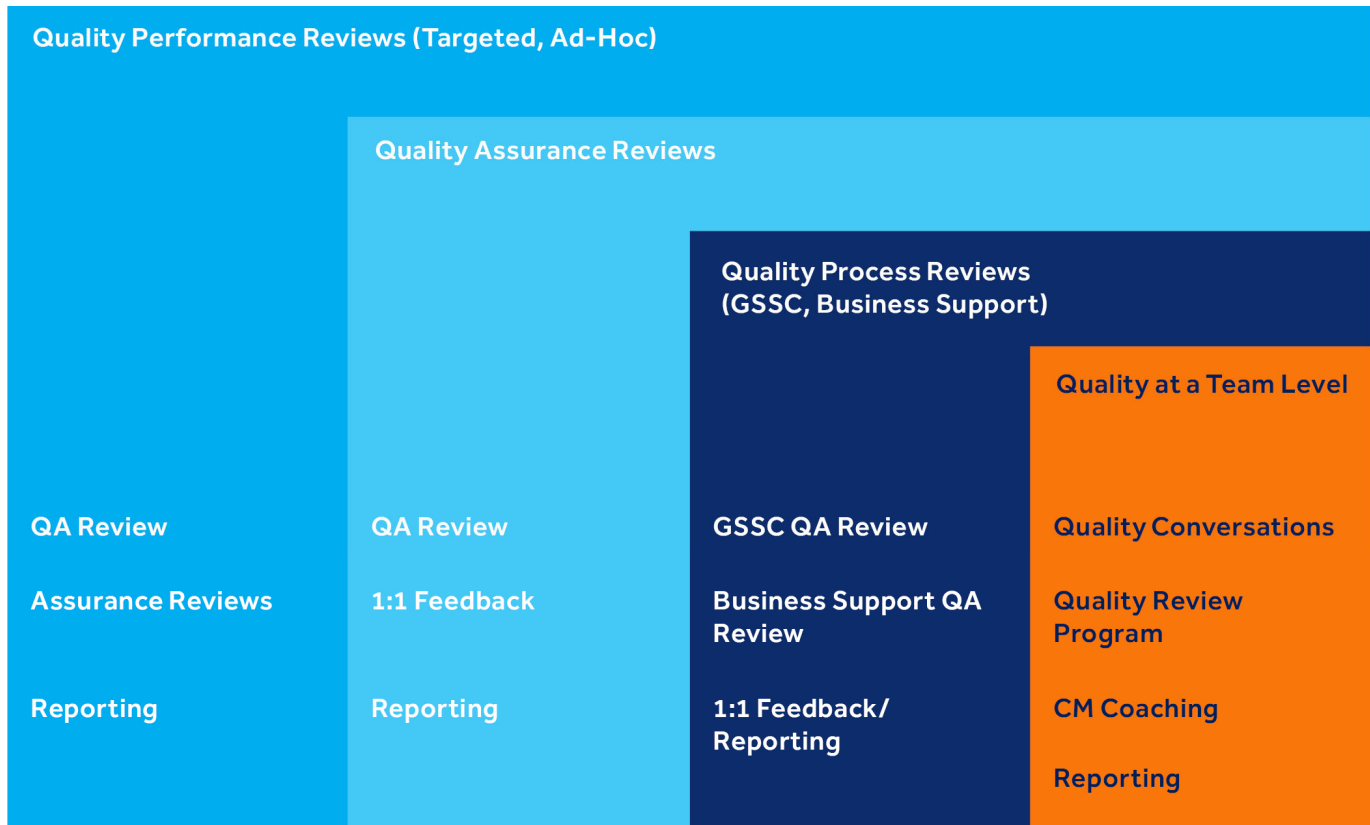 Quality Performance Reviews (Targeted, Ad-Hoc)
Quality Assurance Reviews
Quality Process Reviews
(GSSC, Business Support)
Quality at a Team Level
QA Review
Assurance Reviews
Reporting
QA Review
1:1 Feedback
Reporting
GSSC QA Review
Business Support QA
Review
1:1 Feedback/
Reporting
Quality Conversations
Quality Review
Program
CM Coaching
Reporting